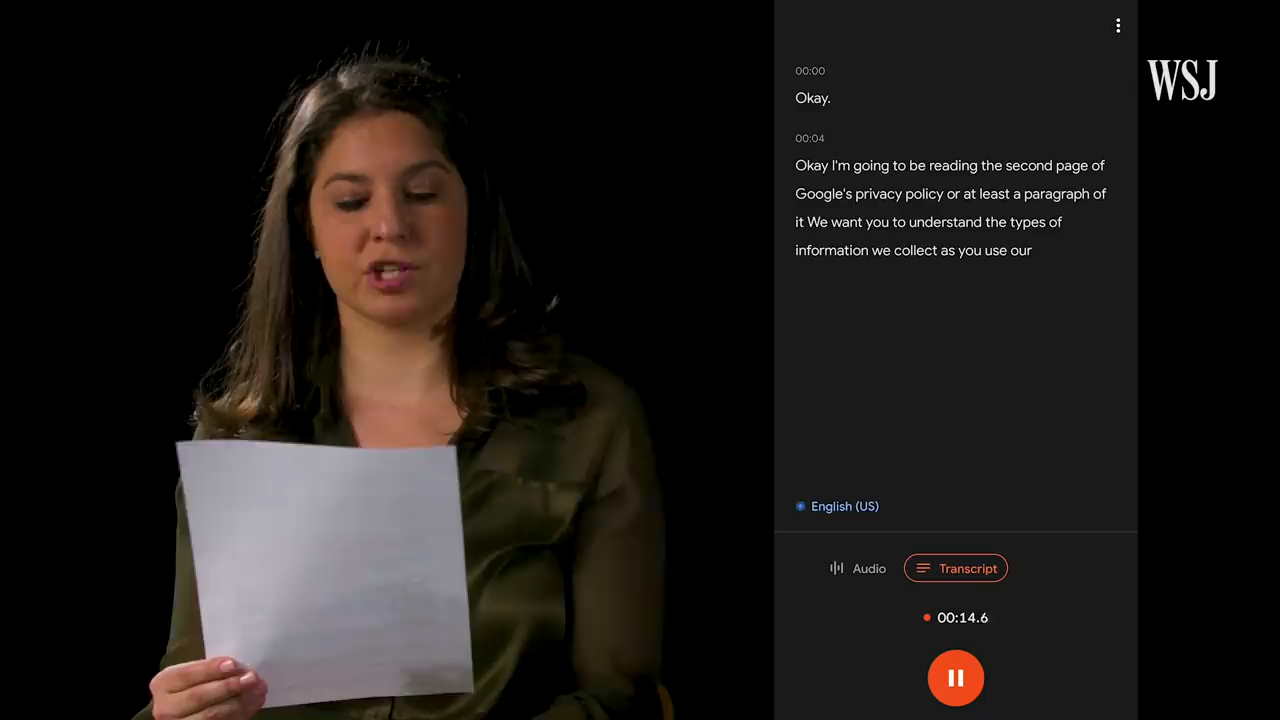 WSJ
00:00
Okay.
00:04
Okay I'm going to be reading the second page of
Google's privacy policy or at least a paragraph of
it We want you to understand the types of
information we collect as you use our
English (US)
Audio
Transcript
00:14.6